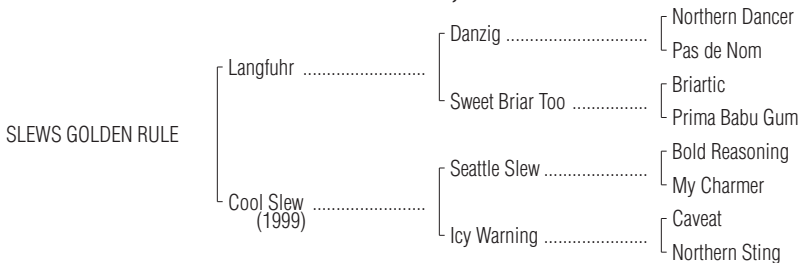 Northern Dancer
Danzig ..............................
Pas de Nom
Langfuhr ..........................
Briartic
Sweet Briar Too ................
Prima Babu Gum
SLEWS GOLDEN RULE
Bold Reasoning
Seattle Slew ......................
My Charmer
Cool Slew ........................
(1999)
Caveat
Icy Warning ......................
Northern Sting